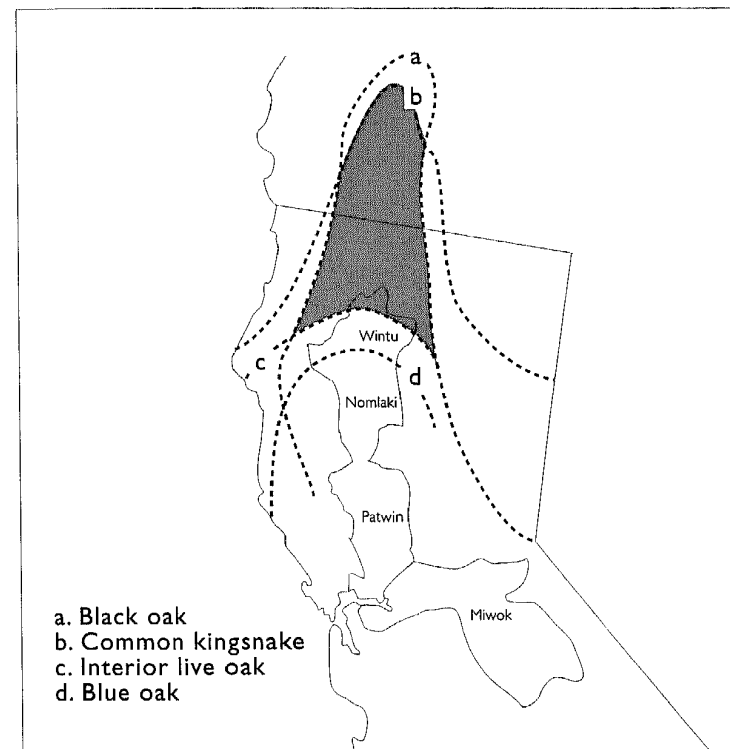 a
b
Wintu
c
d
Nomlaki
Patwin
Miwok
a. Black oak
b. Common kingsnake
c. Interior live oak
d. Blue oak